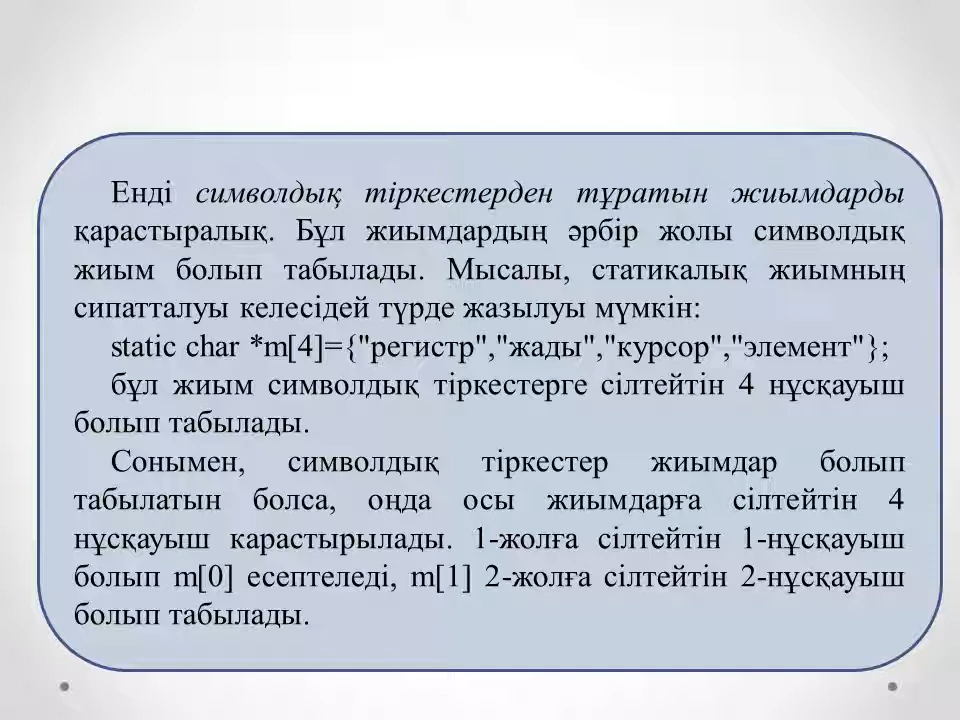 Енді символдық тіркестерден тұратын жиымдарды
қарастыралық. Бұл жиымдардың әрбір жолы символдық
жиым болып табылады. Мысалы, статикалық жиымның
сипатталуы келесідей түрде жазылуы мүмкін:
static char *m[4]={"регистр","жады","курсор","элемент"};
бұл жиым символдық тіркестерге сілтейтін 4 нұсқауыш
болып табылады.
Сонымен, символдық тіркестер жиымдар болып
табылатын болса, оңда осы жиымдарға сілтейтін 4
нұсқауыш карастырылады. 1-жолға сілтейтін 1-нұсқауыш
болып m[0] есептеледі, m[1] 2-жолға сілтейтін 2-нұсқауыш
болып табылады.